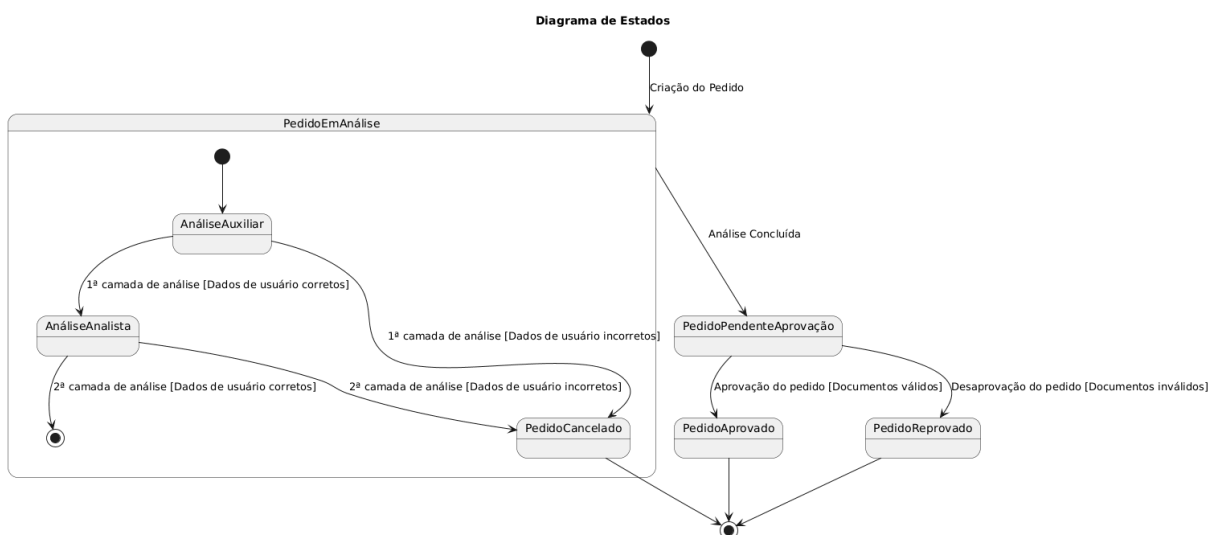 Diagrama de Estados
Criação do Pedido
PedidoEmAnálise
AnáliseAuxiliar
Análise Concluída
1ª camada de análise [Dados de usuário corretos]
AnáliseAnalista
PedidoPendenteAprovação
1ª camada de análise [Dados de usuário incorretos]
2ª camada de análise [Dados de usuário corretos]
2ª camada de análise [Dados de usuário incorretos]
Aprovação do pedido [Documentos válidos]
Desaprovação do pedido [Documentos inválidos]
PedidoCancelado
PedidoAprovado
PedidoReprovado